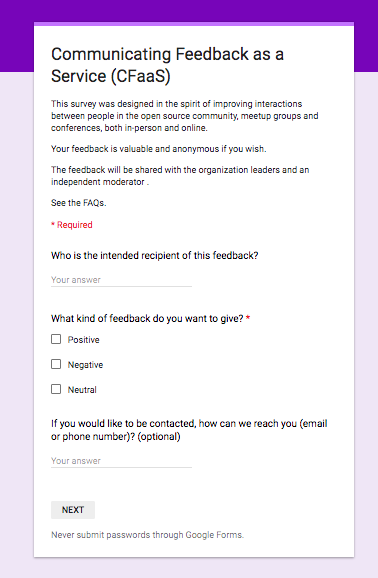 Communicating Feedback as a
Service (CFaaS)
This survey was designed in the spirit of improving interactions
between people in the open source community, meetup groups and
conferences, both in-person and online.
Your feedback is valuable and anonymous if you wish.
The feedback will be shared with the organization leaders and an
independent moderator .
See the FAQs.
* Required
Who is the intended recipient of this feedback?
Your answer
What kind of feedback do you want to give? *
Positive
Negative
Neutral
If you would like to be contacted, how can we reach you (email
or phone number)? (optional)
Your answer
NEXT
Never submit passwords through Google Forms.